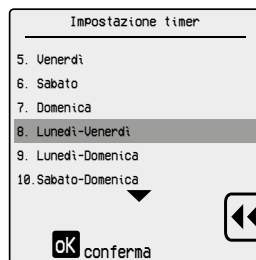 Impostazione timer
5. Venerdì
6. Sabato
7. Domenica
8. Lunedì-Venerdì
9. Lunedì-Domenica
10.Sabato-Domenica
oK conferma